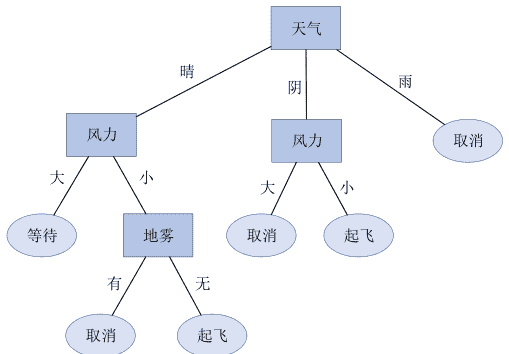 天气
晴
阴
雨
风力
风力
取消
大
小
大
小
等待
地雾
取消
起飞
有
无
取消
起飞